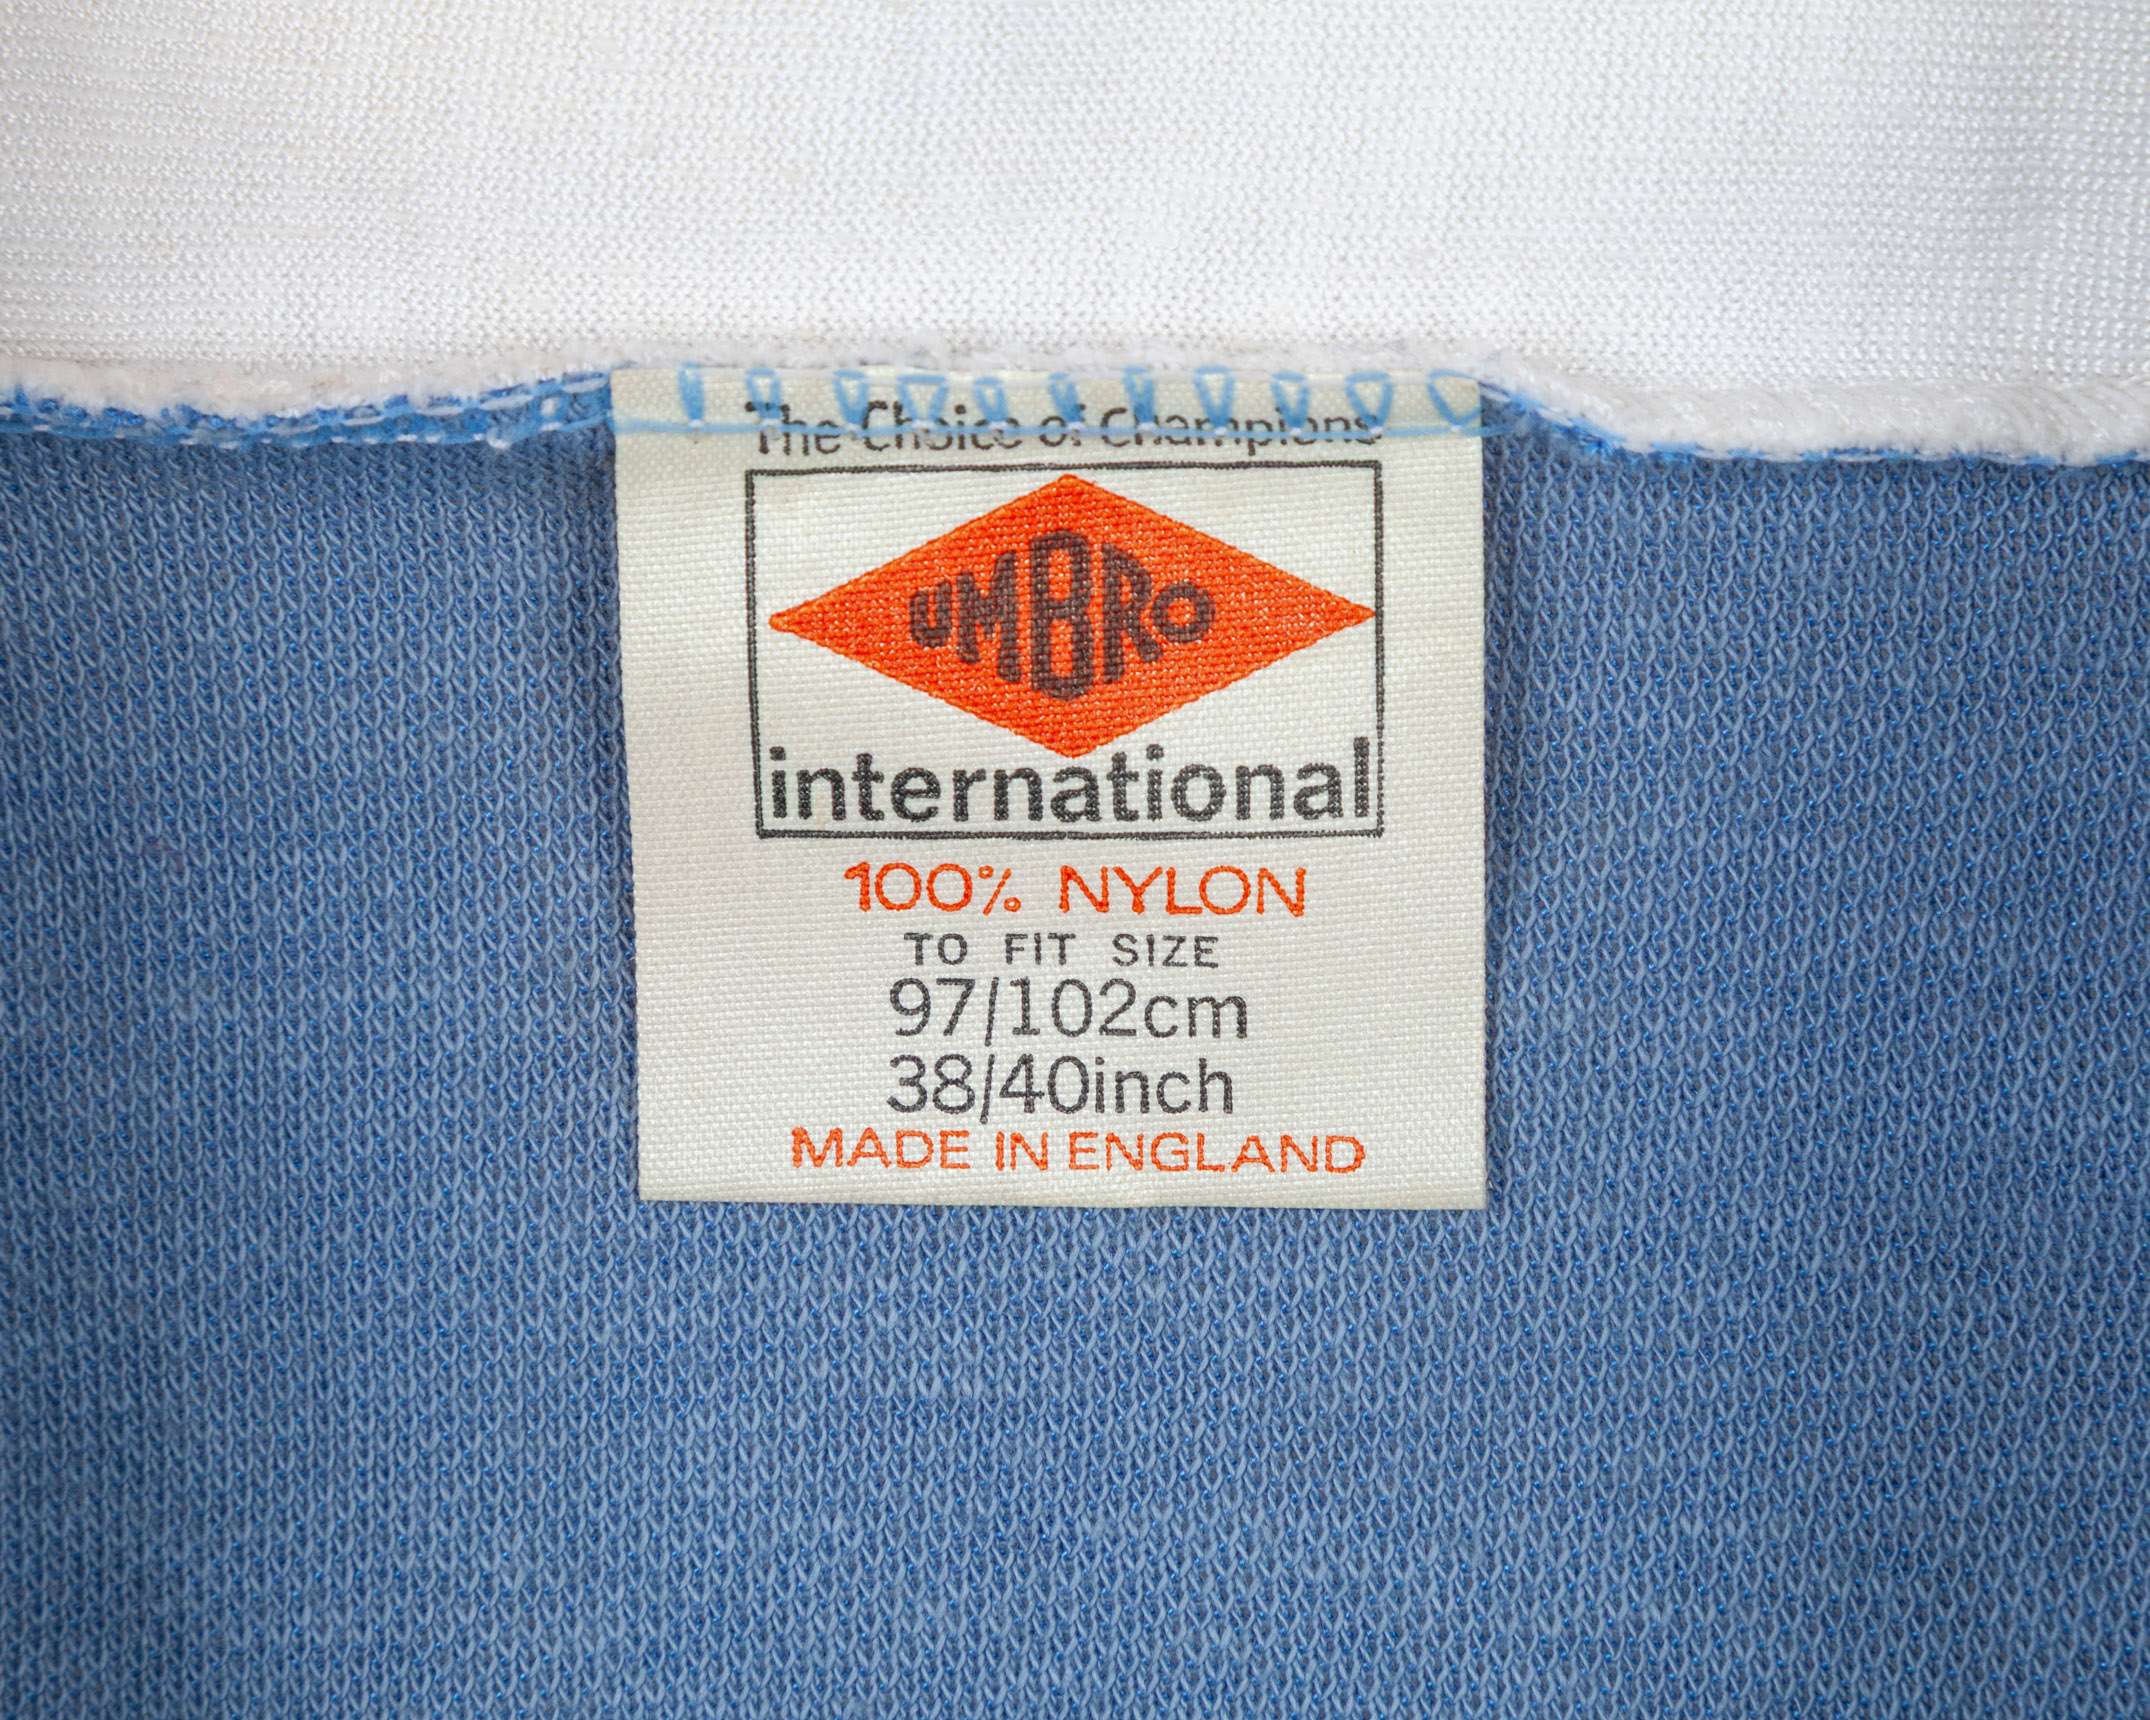 The Choice of Champions
UMBRO
international
100% NYLON
TO FIT SIZE
97/102cm
38/40inch
MADE IN ENGLAND